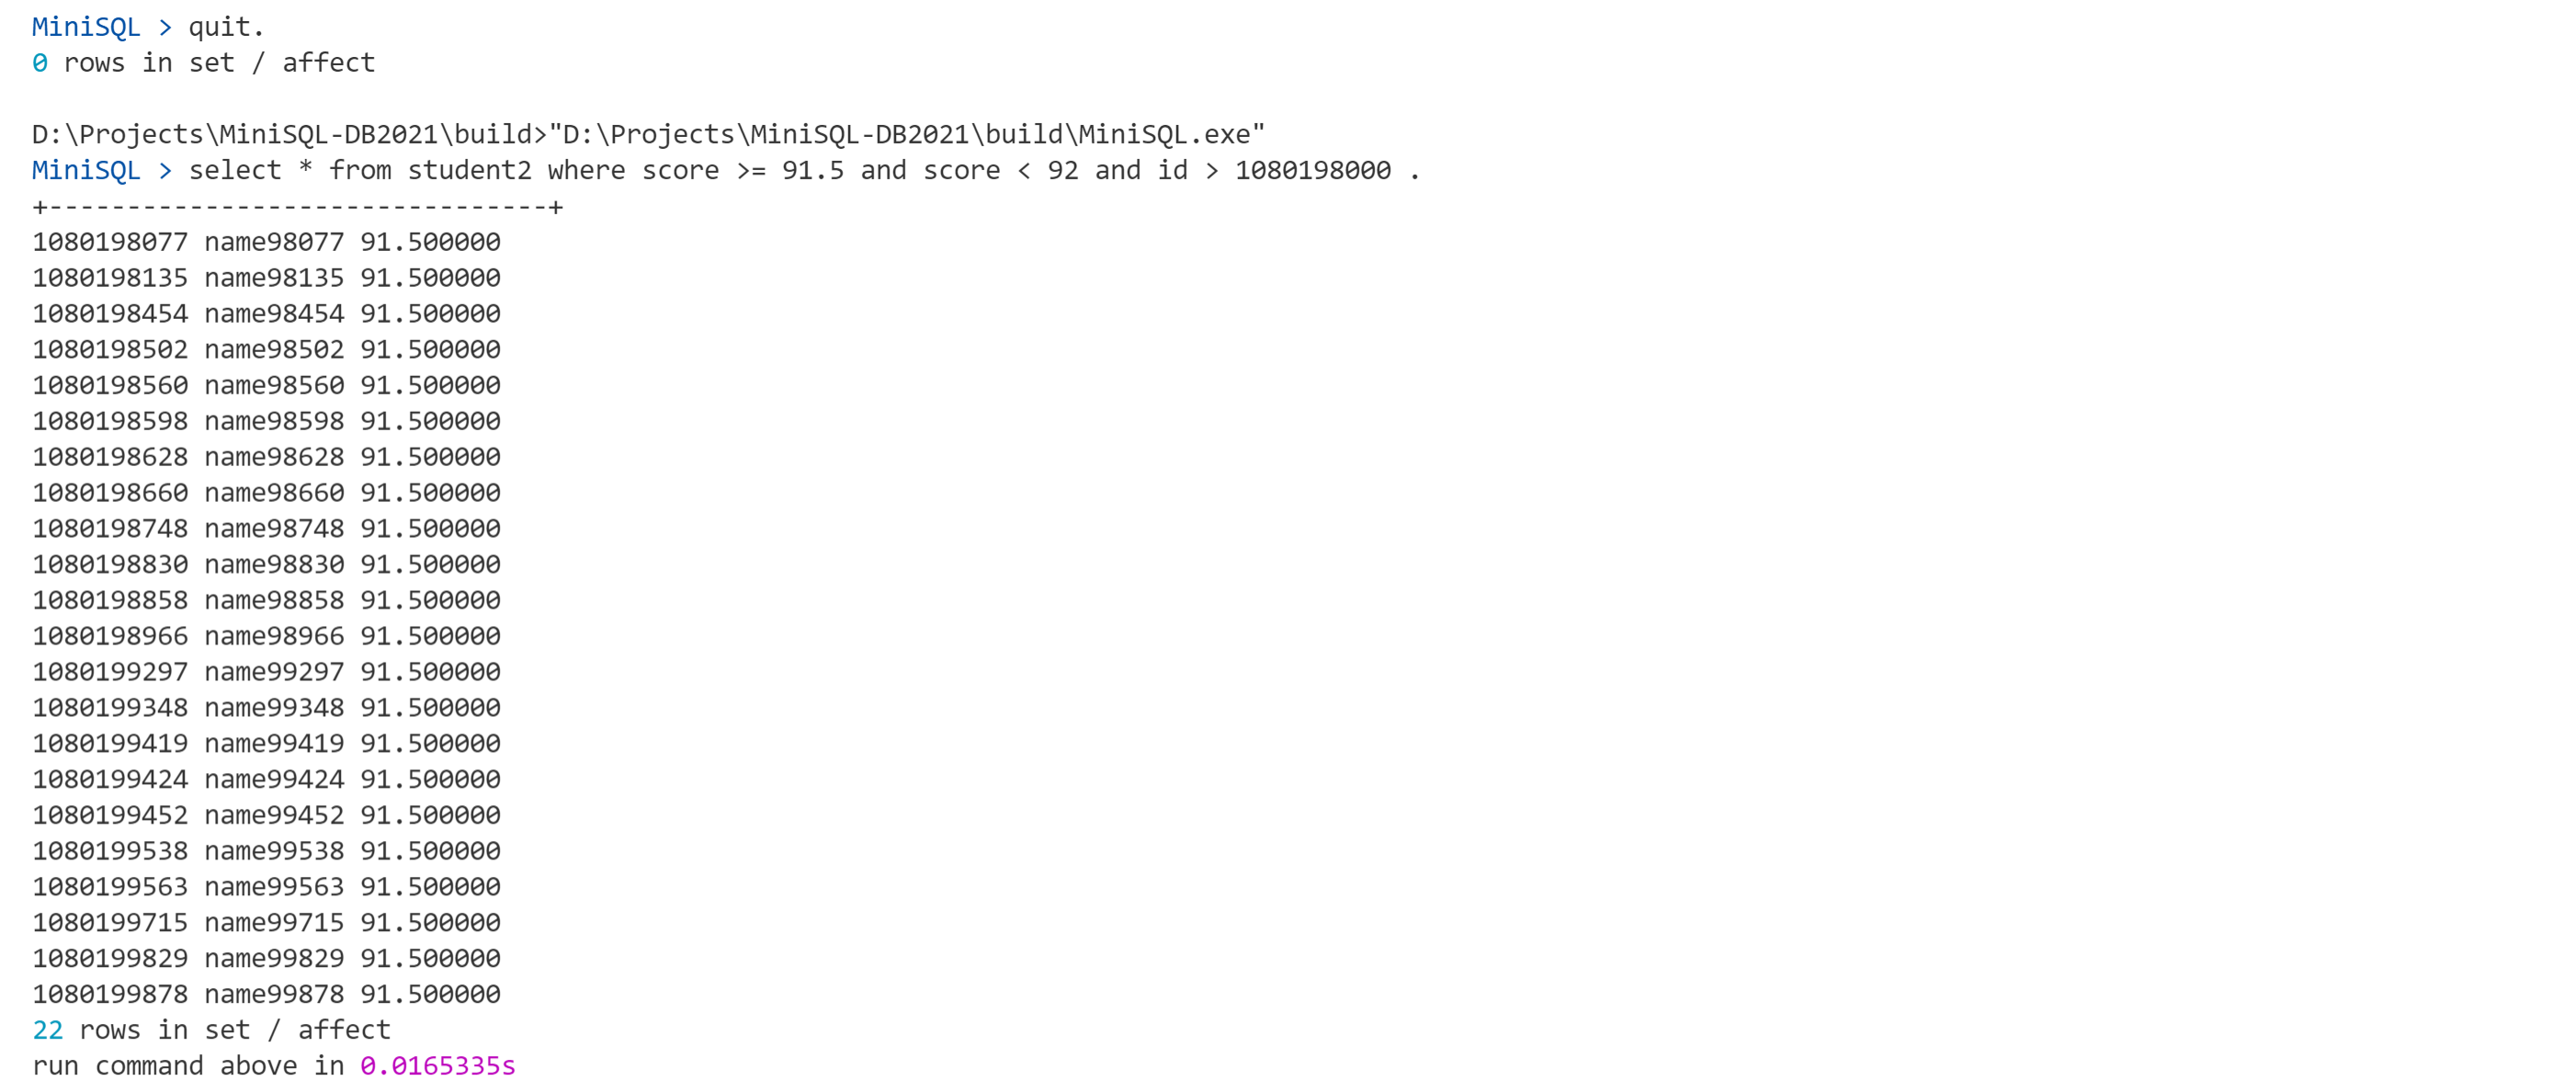 MiniSQL > quit.
0 rows in set / affect
D:\Projects\MiniSQL-DB2021\build>"D:\Projects\MiniSQL-DB2021\build\MiniSQL.exe"
MiniSQL > select * from student2 where score >= 91.5 and score < 92 and id > 1080198000 .
+--------------------------------+
1080198077 name98077 91.500000
1080198135 name98135 91.500000
1080198454 name98454 91.500000
1080198502 name98502 91.500000
1080198560 name98560 91.500000
1080198598 name98598 91.500000
1080198628 name98628 91.500000
1080198660 name98660 91.500000
1080198748 name98748 91.500000
1080198830 name98830 91.500000
1080198858 name98858 91.500000
1080198966 name98966 91.500000
1080199297 name99297 91.500000
1080199348 name99348 91.500000
1080199419 name99419 91.500000
1080199424 name99424 91.500000
1080199452 name99452 91.500000
1080199538 name99538 91.500000
1080199563 name99563 91.500000
1080199715 name99715 91.500000
1080199829 name99829 91.500000
1080199878 name99878 91.500000
22 rows in set / affect
run command above in 0.0165335s